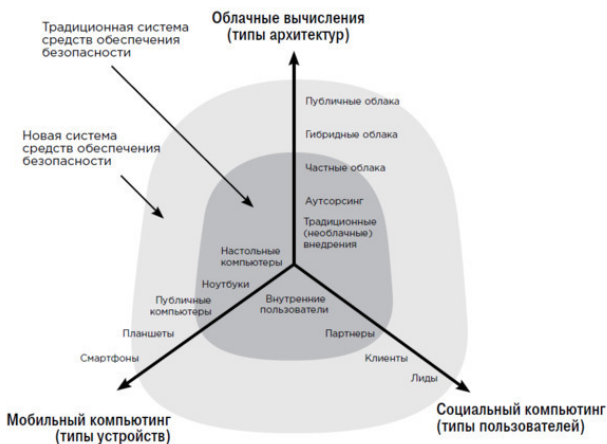 Традиционная система
средств обеспечения
безопасности
Облачные вычисления
(типы архитектур)
Новая система
средств обеспечения
безопасности
Публичные облака
Гибридные облака
Частные облака
Аутсорсинг
Традиционные
(необлачные)
внедрения
Настольные
компьютеры
Ноутбуки
Публичные
компьютеры
Планшеты
Смартфоны
Внутренние
пользователи
Партнеры
Клиенты
Лиды
Мобильный компьютинг
(типы устройств)
Социальный компьютинг
(типы пользователей)